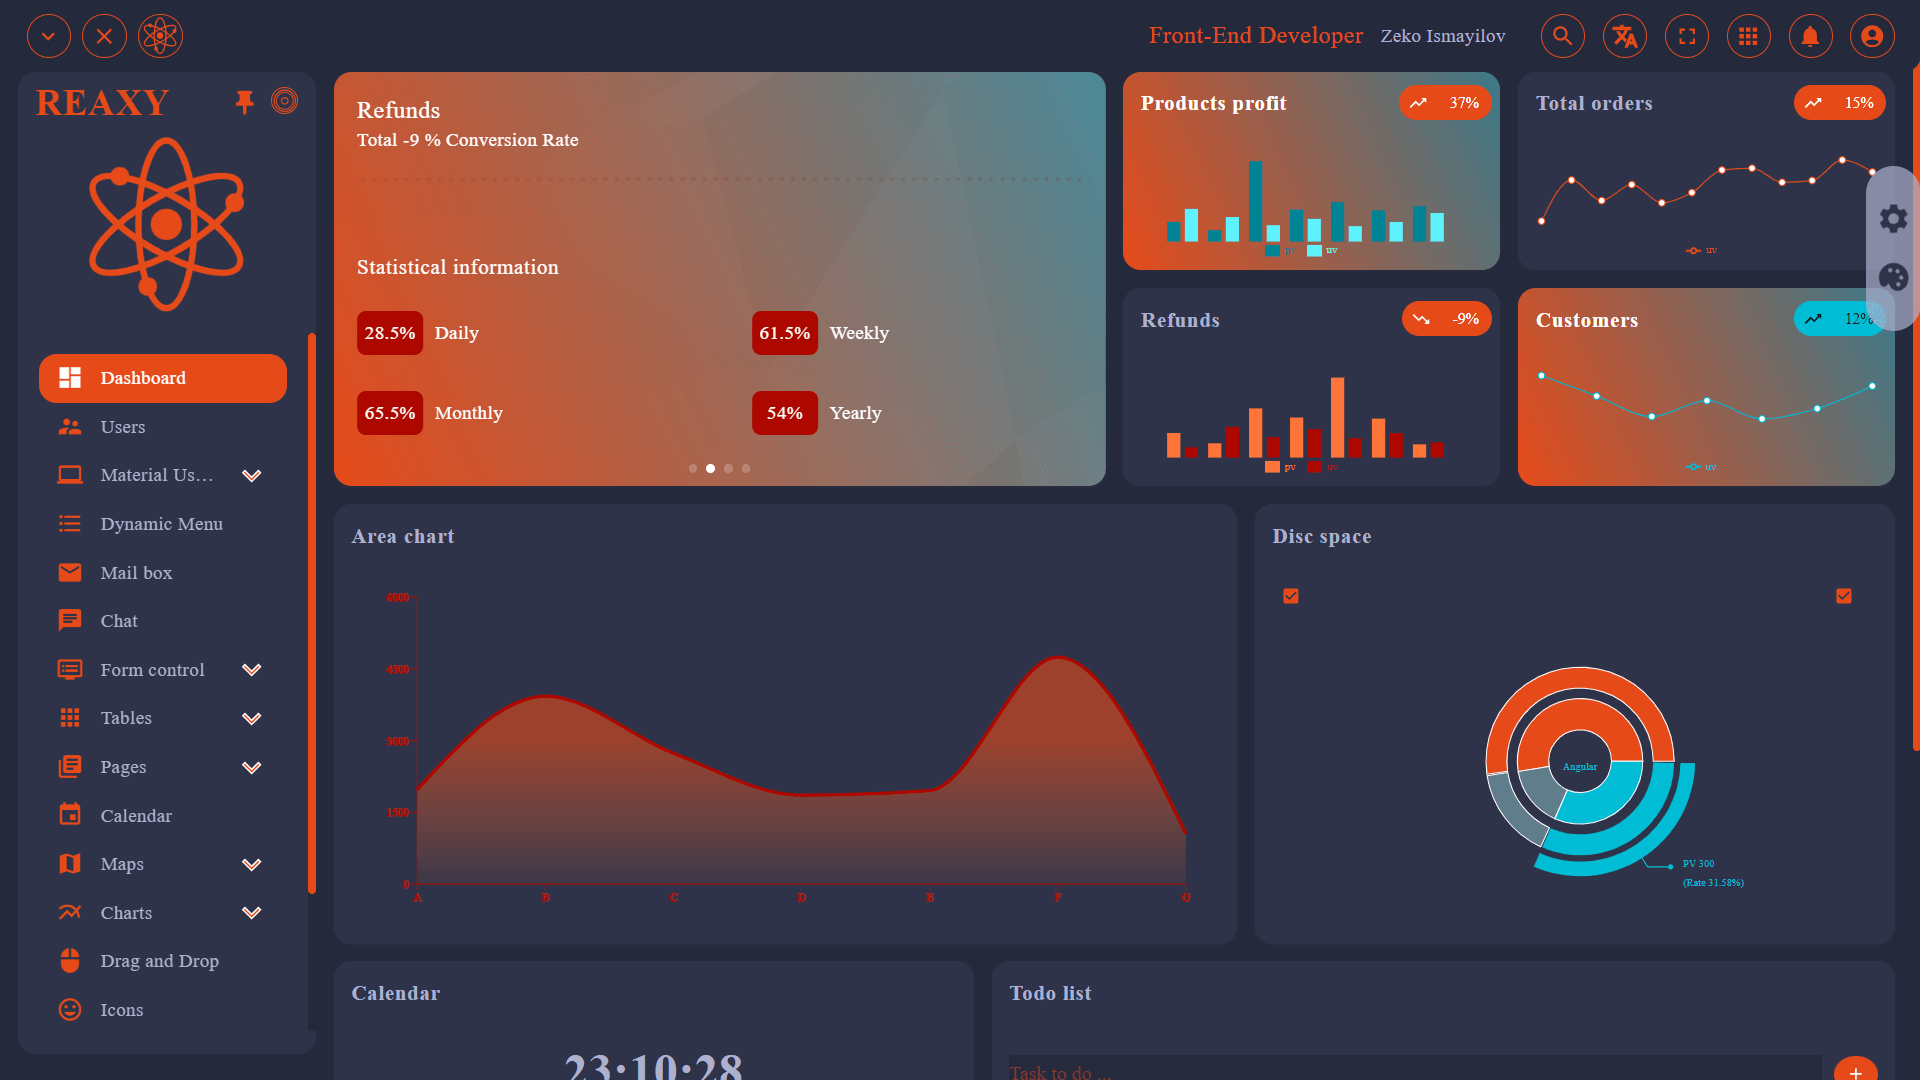 Front-End Developer Zeko Ismayilov
REAXY
Dashboard
Users
Material Us...
Dynamic Menu
Mail box
Chat
Form control
Tables
Pages
Calendar
Maps
Charts
Drag and Drop
Icons
Refunds
Total -9 % Conversion Rate
Statistical information
28.5% Daily
61.5% Weekly
65.5% Monthly
54% Yearly
Products profit
37%
pv uv
Total orders
15%
uv
Refunds
-9%
pv uv
Customers
12%
uv
Area chart
6000
4500
3000
1500
0
A B C D E F G
Disc space
Angular
PV 300
(Rate 31.58%)
Calendar
23:10:28
Todo list
Task to do ...